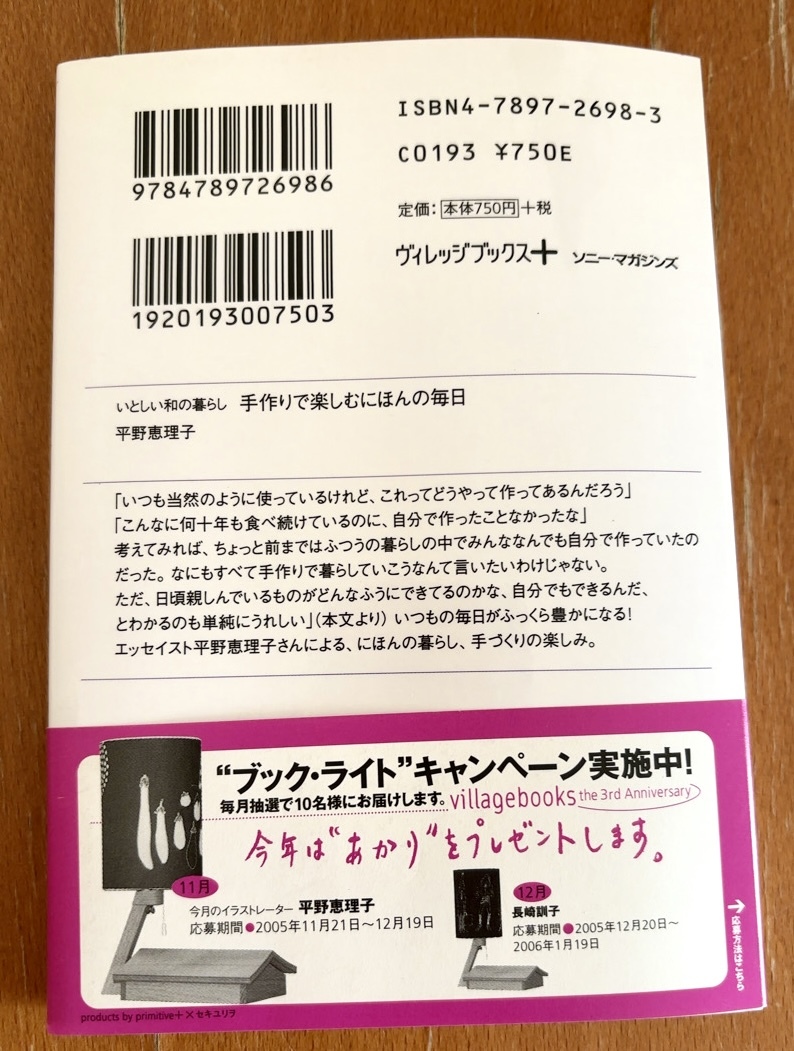 9784789726986
1920193007503
ISBN4-7897-2698-3
C0193 ¥750E
定価：本体750円＋税
ヴィレッジブックス＋ ソニー・マガジンズ
いとしい和の暮らし 手作りで楽しむにほんの毎日
平野恵理子
「いつも当然のように使っているけれど、これってどうやって作ってあるんだろう」
「こんなに何十年も食べ続けているのに、自分で作ったことなかったな」
考えてみれば、ちょっと前まではふつうの暮らしの中でみんななんでも自分で作っていたの
だった。なにもすべて手作りで暮らしていこうなんて言いたいわけじゃない。
ただ、日頃親しんでいるものがどんなふうにできてるのかな、自分でもできるんだ、
とわかるのも単純にうれしい」（本文より）いつもの毎日がふっくら豊かになる！
エッセイスト平野恵理子さんによる、にほんの暮らし、手づくりの楽しみ。
“ブック・ライト”キャンペーン実施中！
毎月抽選で10名様にお届けします。villagebooks the 3rd Anniversary
今年は“あかり”をプレゼントします。
11月
今月のイラストレーター 平野恵理子
応募期間●2005年11月21日〜12月19日
12月
長崎訓子
応募期間●2005年12月20日〜
2006年1月19日
→応募方法はこちら
products by primitive＋×セキユリヲ